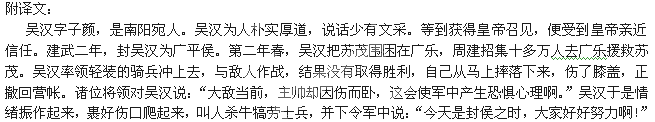 附译文：
吴汉字子颜，是南阳宛人。吴汉为人朴实厚道，说话少有文采。等到获得皇帝召见，便受到皇帝亲近
信任。建武二年，封吴汉为广平侯。第二年春，吴汉把苏茂围困在广乐，周建招集十多万人去广乐援救苏
茂。吴汉率领轻装的骑兵冲上去，与敌人作战，结果没有取得胜利，自己从马上摔落下来，伤了膝盖，正
撤回营帐。诸位将领对吴汉说：“大敌当前，主帅却因伤而卧，这会使军中产生恐惧心理啊。”吴汉于是情
绪振作起来，裹好伤口爬起来，叫人杀牛犒劳士兵，并下令军中说：“今天是封侯之时，大家好好努力啊！”